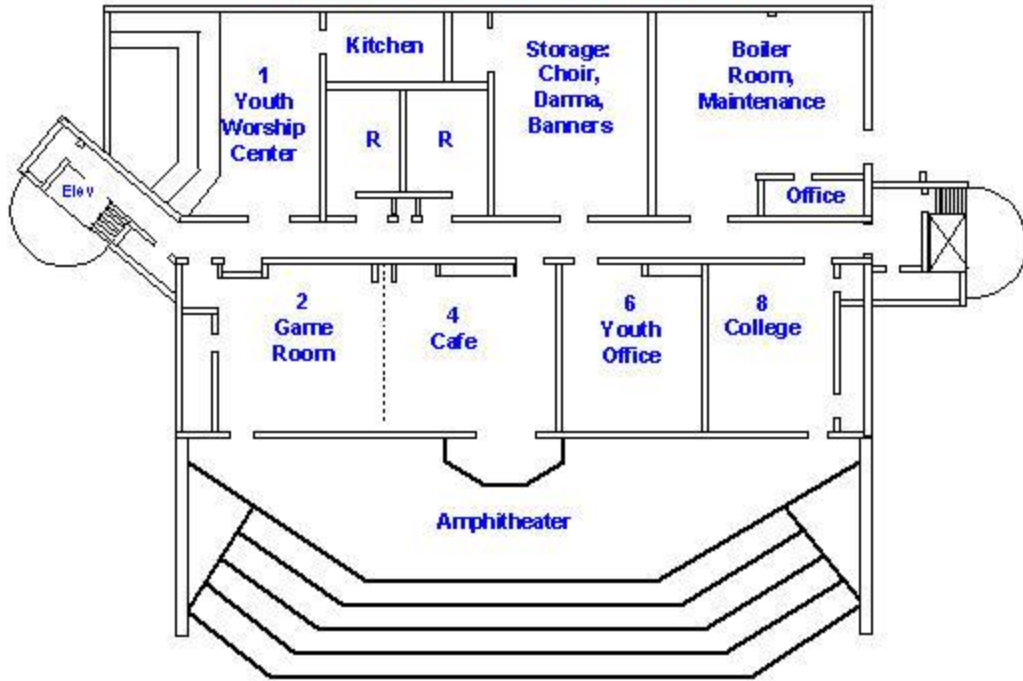 Kitchen
1
Youth
Worship
Center
Storage:
Choir,
Darma,
Banners
Boiler
Room,
Maintenance
R
R
Elev
Office
2
Game
Room
4
Cafe
6
Youth
Office
8
College
Amphitheater